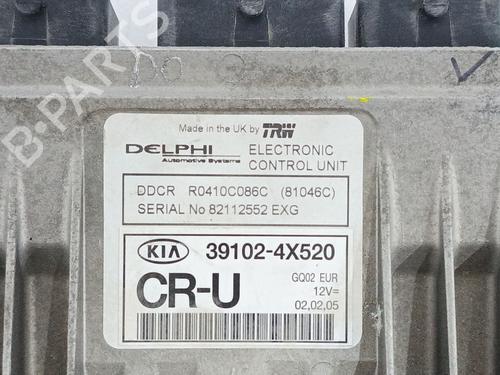 Made in the UK by TRW
DELPHI
Automotive Systems
ELECTRONIC
CONTROL UNIT
DDCR R0410C086C (81046C)
SERIAL No 82112552 EXG
KIA 39102-4X520
CR-U
GQ02 EUR
12V=
02,02,05
B-PARTS